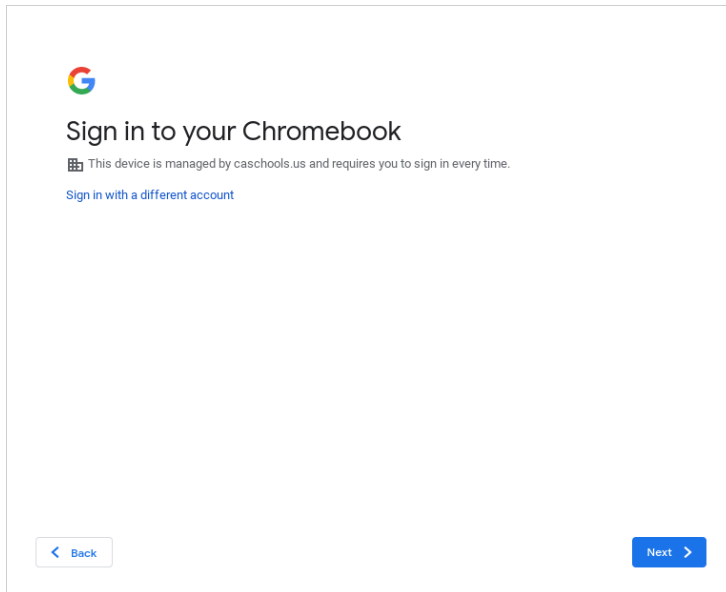 Sign in to your Chromebook
This device is managed by caschools.us and requires you to sign in every time.
Sign in with a different account
Back
Next